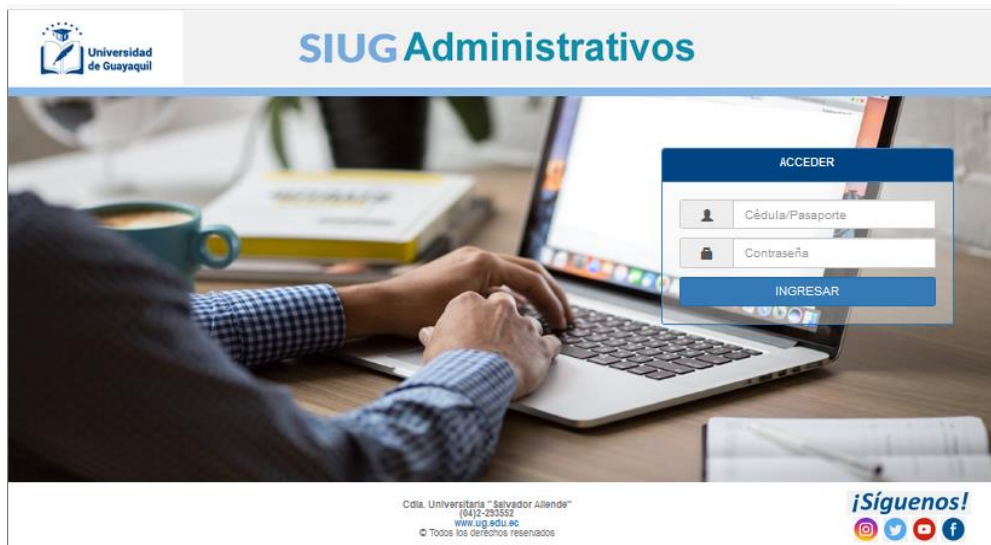 Universidad
de Guayaquil
SIUG Administrativos
ACCEDER
Cédula/Pasaporte
Contraseña
INGRESAR
Cdla. Universitaria "Salvador Allende"
(04)2-293552
www.ug.edu.ec
© Todos los derechos reservados
¡Síguenos!